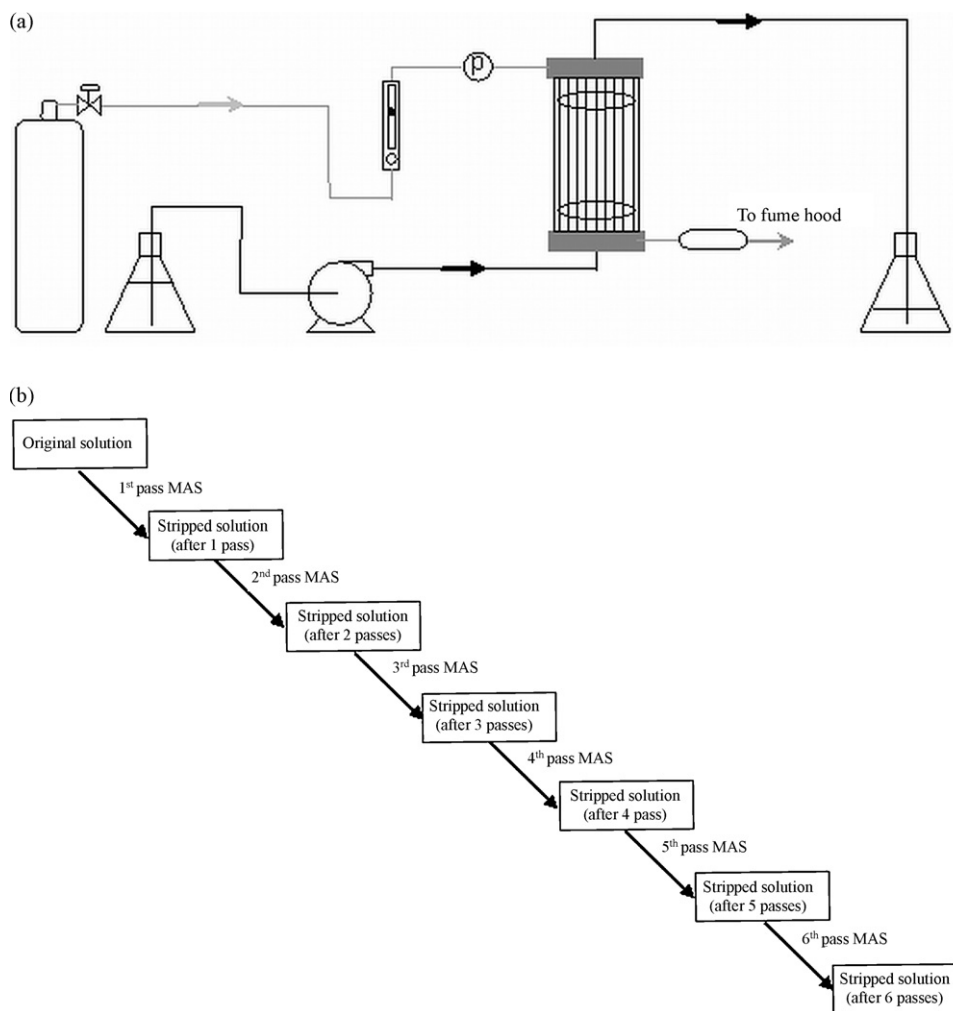 (a)
p
To fume hood
(b)
Original solution
1st pass MAS
Stripped solution
(after 1 pass)
2nd pass MAS
Stripped solution
(after 2 passes)
3rd pass MAS
Stripped solution
(after 3 passes)
4th pass MAS
Stripped solution
(after 4 pass)
5th pass MAS
Stripped solution
(after 5 passes)
6th pass MAS
Stripped solution
(after 6 passes)